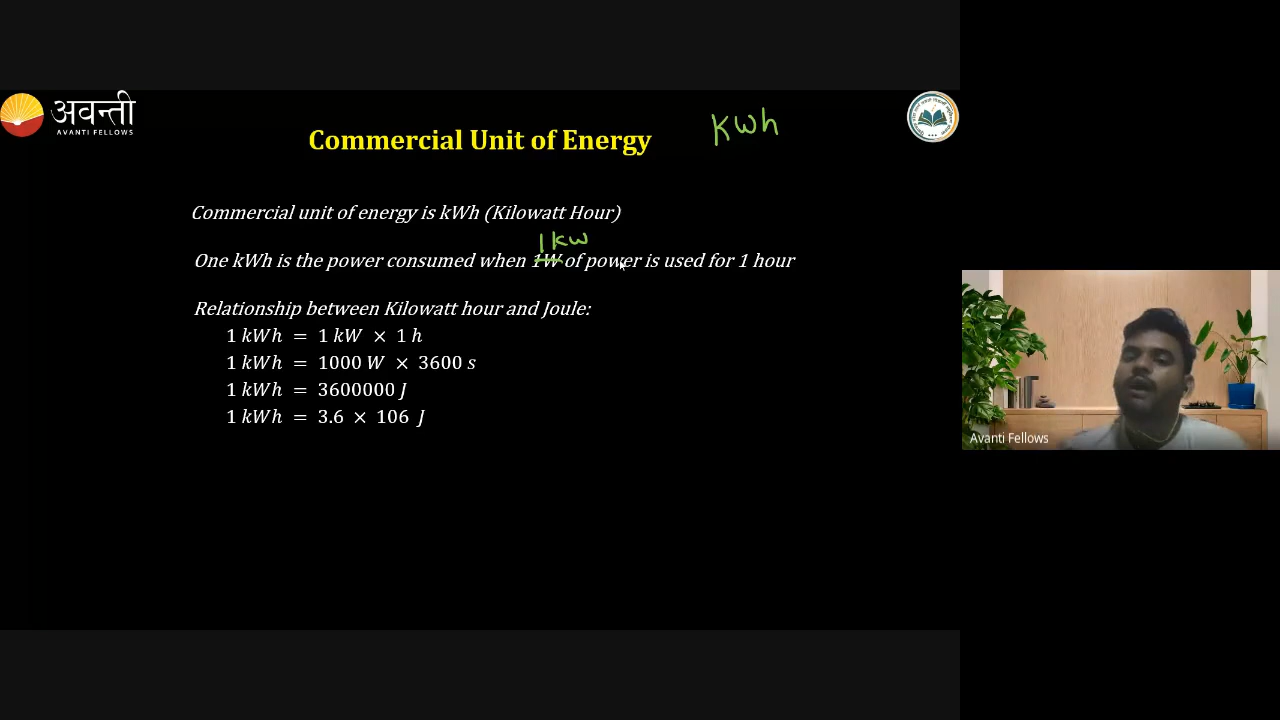 अवन्ती
AVANTI FELLOWS
Commercial Unit of Energy
kwh
Commercial unit of energy is kWh (Kilowatt Hour)
1 kw
One kWh is the power consumed when 1W of power is used for 1 hour
Relationship between Kilowatt hour and Joule:
1 kWh = 1 kW × 1 h
1 kWh = 1000 W × 3600 s
1 kWh = 3600000 J
1 kWh = 3.6 × 106 J
Avanti Fellows